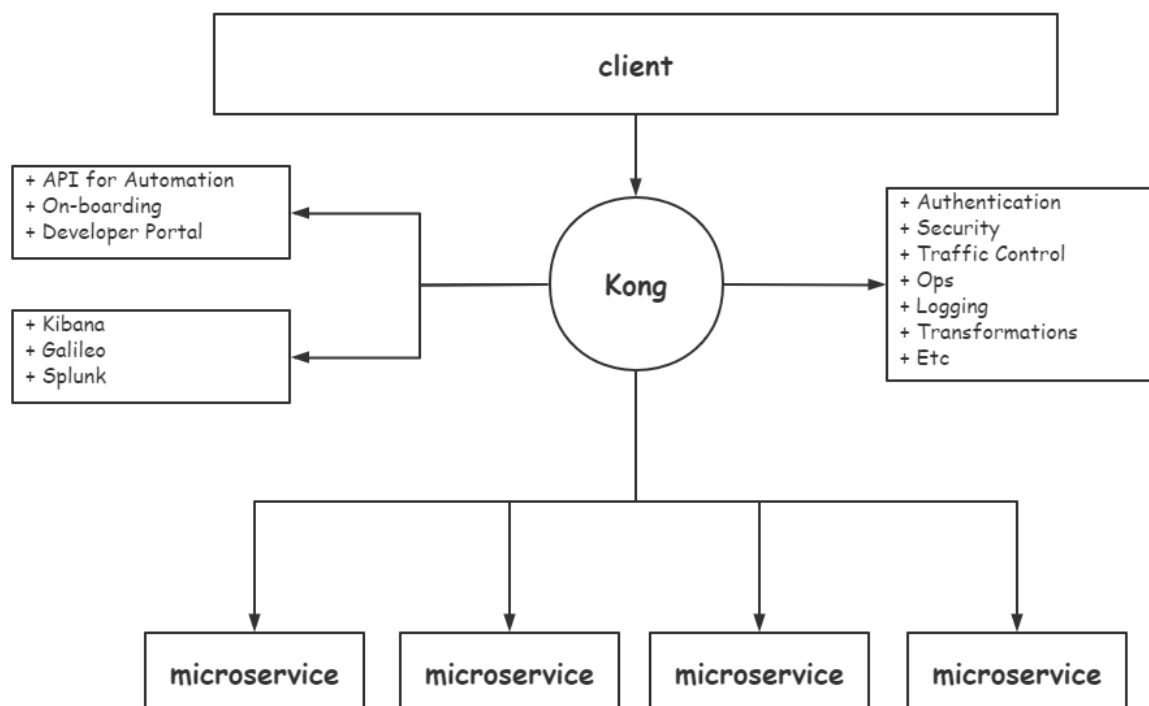 client
+ API for Automation
+ On-boarding
+ Developer Portal
+ Kibana
+ Galileo
+ Splunk
Kong
+ Authentication
+ Security
+ Traffic Control
+ Ops
+ Logging
+ Transformations
+ Etc
microservice
microservice
microservice
microservice